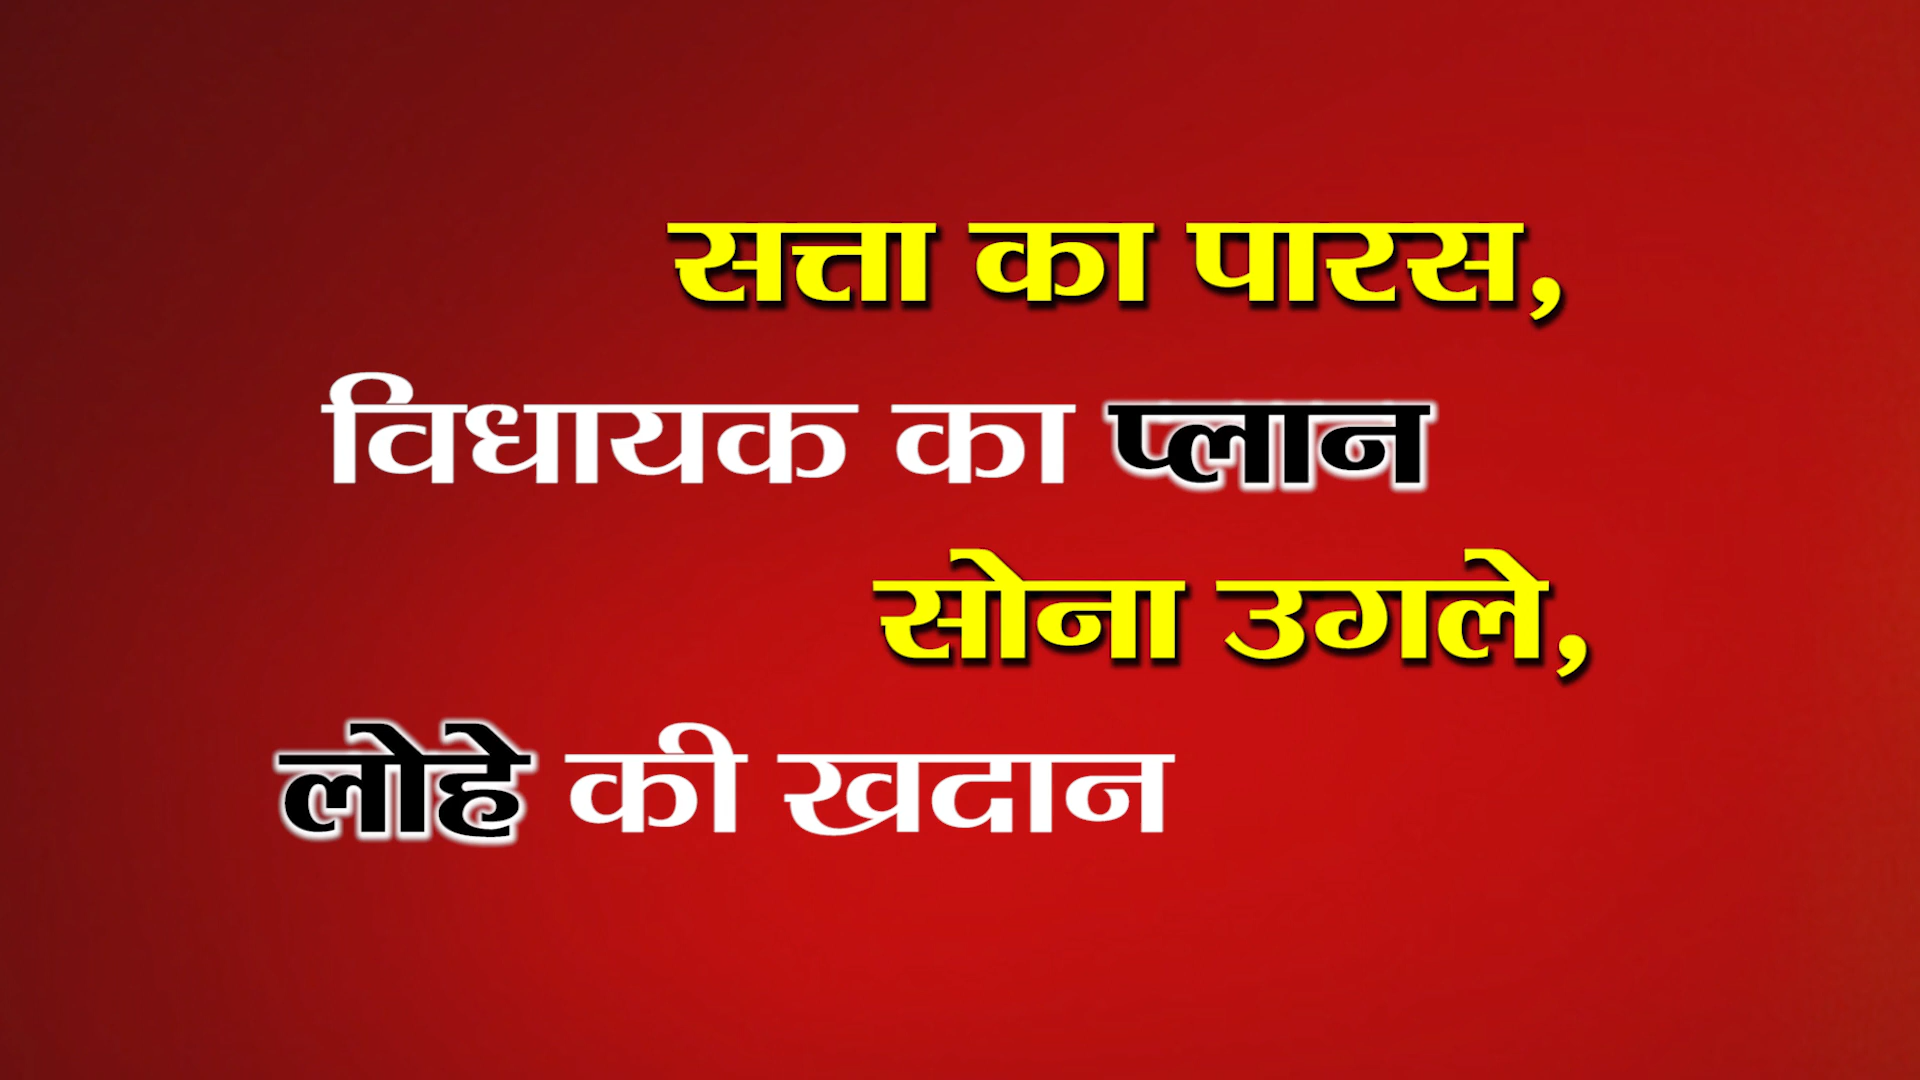 सत्ता का पारस,
विधायक का प्लान
सोना उगले,
लोहे की खदान